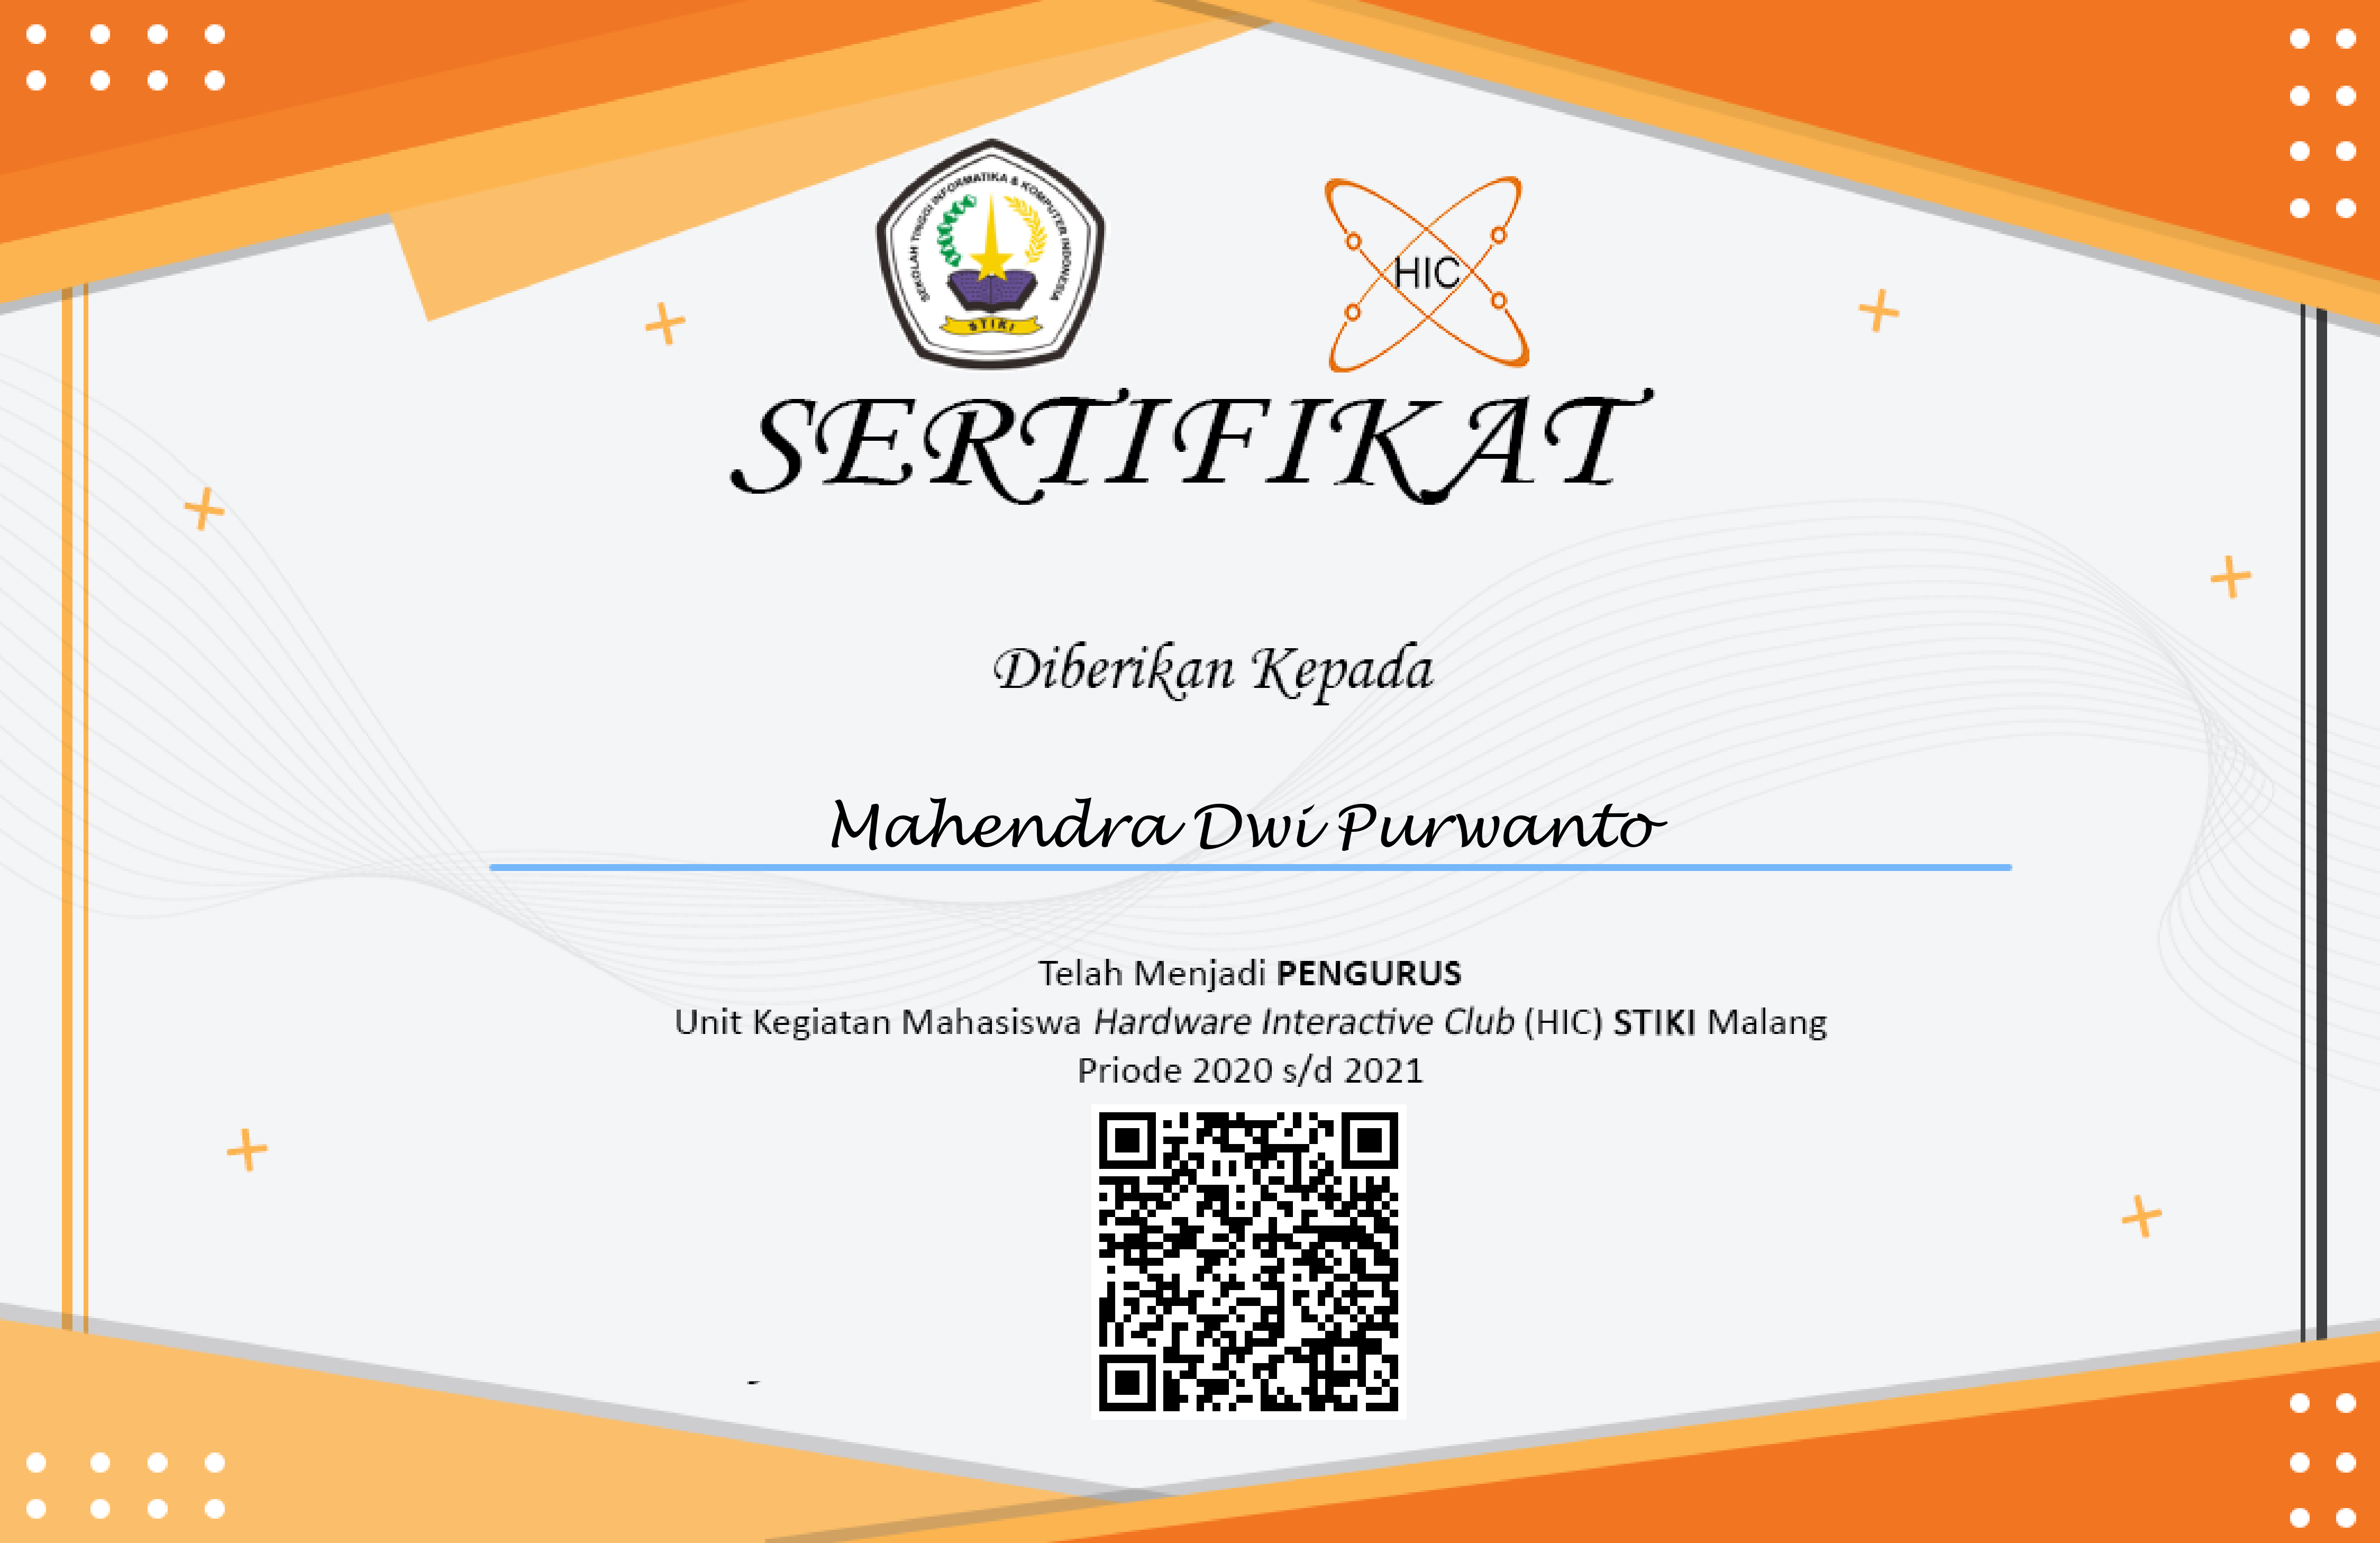 SEKOLAH TINGGI INFORMATIKA & KOMPUTER INDONESIA
STIKI
HIC
SERTIFIKAT
Diberikan Kepada
Mahendra Dwi Purwanto
Telah Menjadi PENGURUS
Unit Kegiatan Mahasiswa Hardware Interactive Club (HIC) STIKI Malang
Priode 2020 s/d 2021